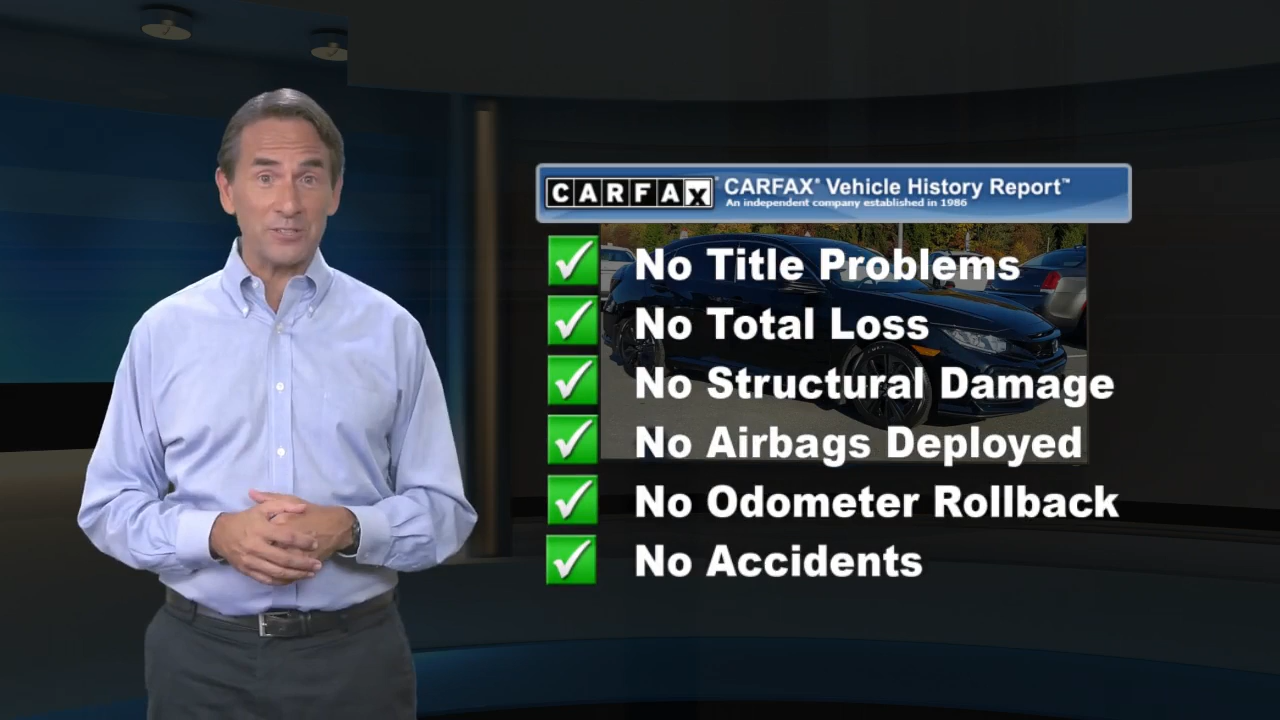 CARFAX
CARFAX® Vehicle History Report™
An independent company established in 1986
No Title Problems
No Total Loss
No Structural Damage
No Airbags Deployed
No Odometer Rollback
No Accidents